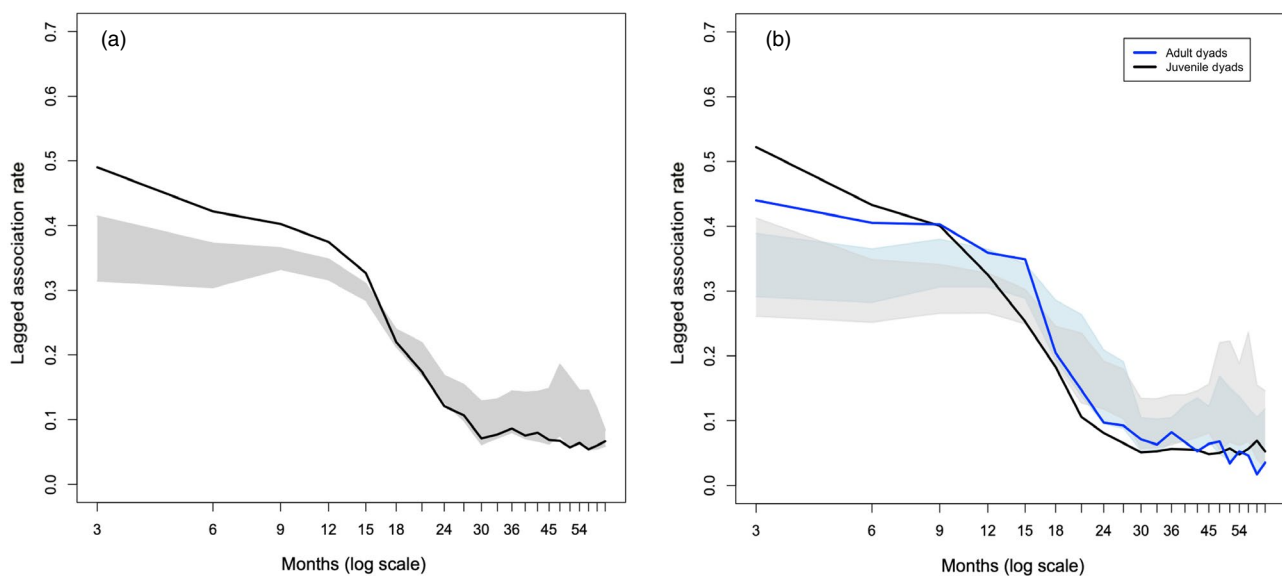 (a)
Lagged association rate
0.7
0.6
0.5
0.4
0.3
0.2
0.1
0.0
3 6 9 12 15 18 24 30 36 45 54
Months (log scale)
(b)
Adult dyads
Juvenile dyads
Lagged association rate
0.7
0.6
0.5
0.4
0.3
0.2
0.1
0.0
3 6 9 12 15 18 24 30 36 45 54
Months (log scale)